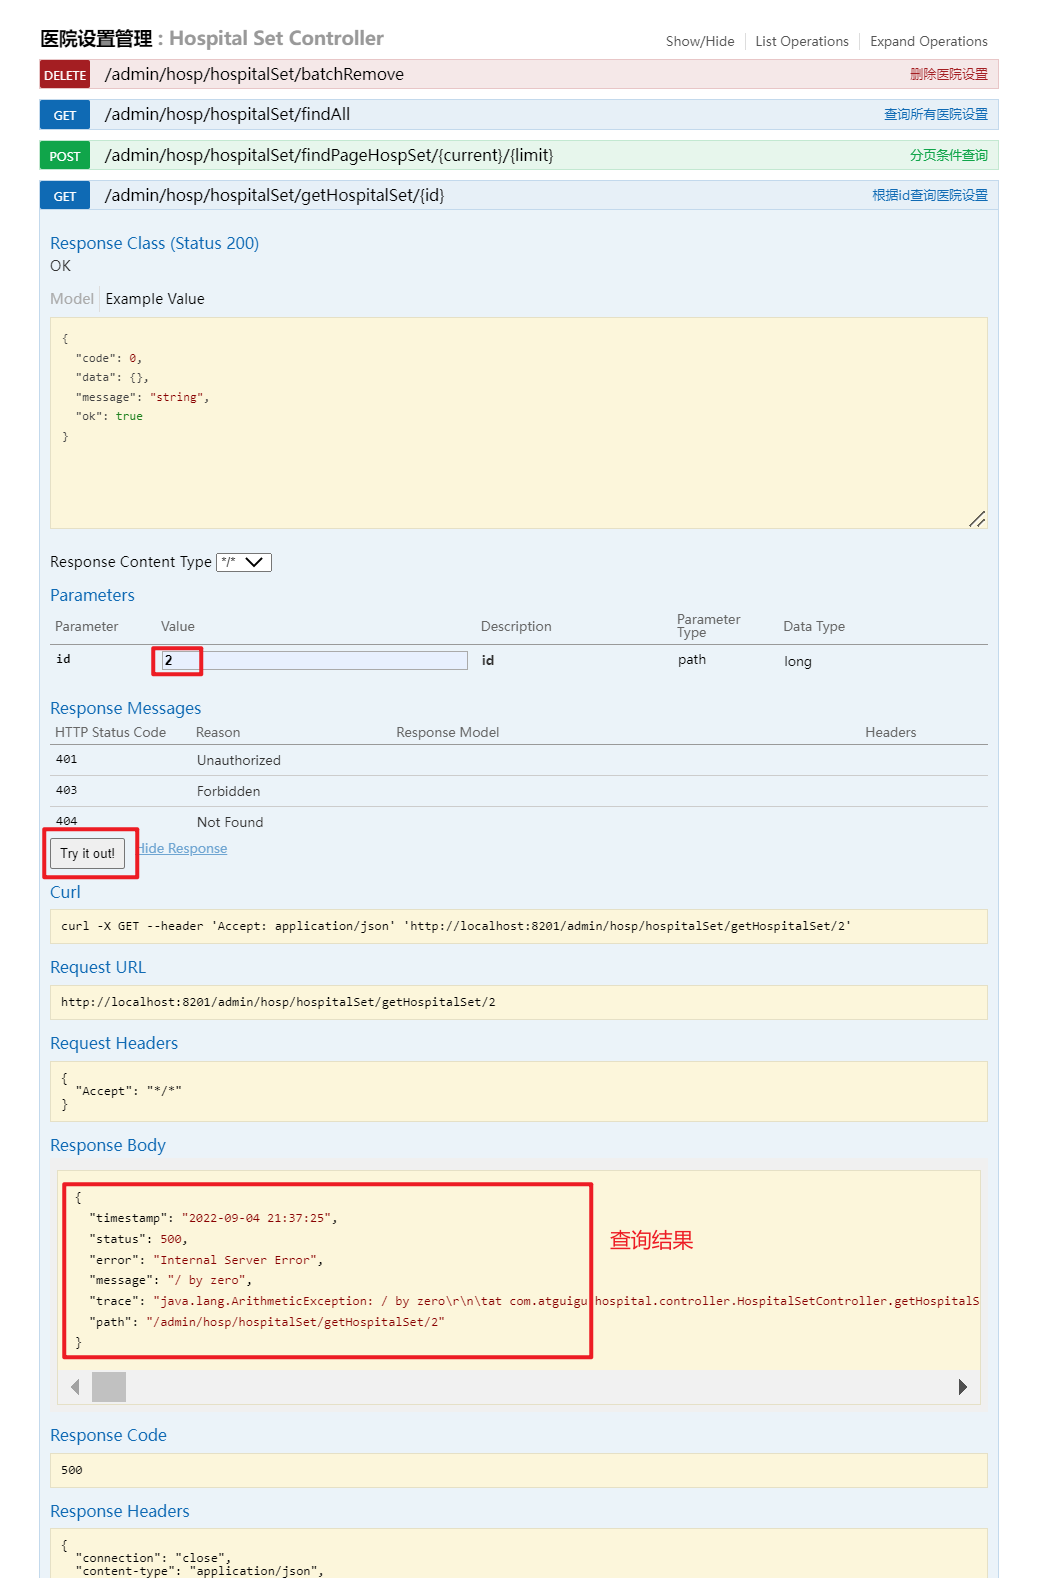 医院设置管理 : Hospital Set Controller
Show/Hide List Operations Expand Operations
DELETE /admin/hosp/hospitalSet/batchRemove 删除医院设置
GET /admin/hosp/hospitalSet/findAll 查询所有医院设置
POST /admin/hosp/hospitalSet/findPageHospSet/{current}/{limit} 分页条件查询
GET /admin/hosp/hospitalSet/getHospitalSet/{id} 根据id查询医院设置
Response Class (Status 200)
OK
Model Example Value
{
"code": 0,
"data": {},
"message": "string",
"ok": true
}
Response Content Type */*
Parameters
Parameter Value Description Parameter Type Data Type
id 2 id path long
Response Messages
HTTP Status Code Reason Response Model Headers
401 Unauthorized
403 Forbidden
404 Not Found
Try it out! Hide Response
Curl
curl -X GET --header 'Accept: application/json' 'http://localhost:8201/admin/hosp/hospitalSet/getHospitalSet/2'
Request URL
http://localhost:8201/admin/hosp/hospitalSet/getHospitalSet/2
Request Headers
{
"Accept": "*/*"
}
Response Body
{
"timestamp": "2022-09-04 21:37:25",
"status": 500,
查询结果
"error": "Internal Server Error",
"message": "/ by zero",
"trace": "java.lang.ArithmeticException: / by zero\r\n\tat com.atguigu hospital.controller.HospitalSetController.getHospitalS
"path": "/admin/hosp/hospitalSet/getHospitalSet/2"
}
Response Code
500
Response Headers
{
"connection": "close",
"content-type": "application/json",